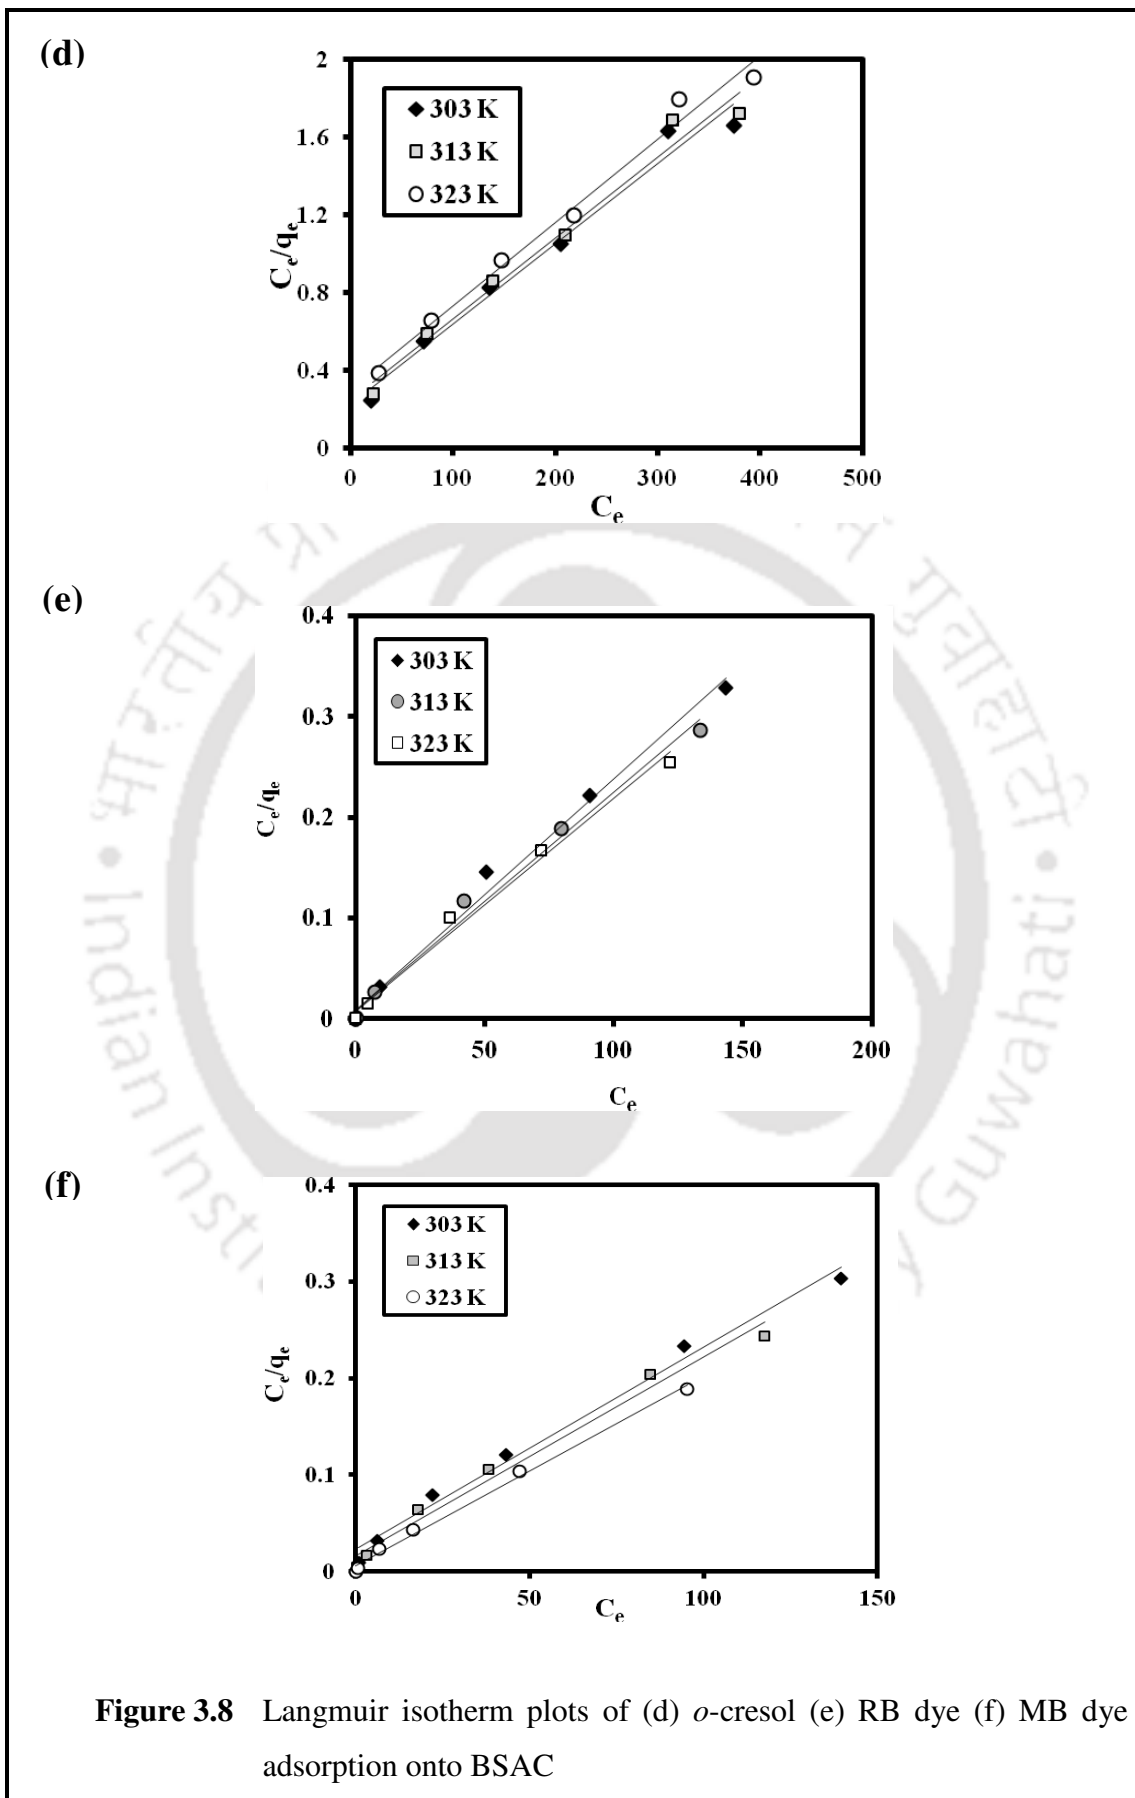 (d)
2
1.6
1.2
0.8
0.4
0
303 K
313 K
323 K
Cₑ/qₑ
0 100 200 300 400 500
Cₑ
(e)
0.4
0.3
0.2
0.1
0
303 K
313 K
323 K
Cₑ/qₑ
0 50 100 150 200
Cₑ
(f)
0.4
0.3
0.2
0.1
0
303 K
313 K
323 K
Cₑ/qₑ
0 50 100 150
Cₑ
Indian Insti
Guwahati
गुवाहाटी
Figure 3.8 Langmuir isotherm plots of (d) o-cresol (e) RB dye (f) MB dye
adsorption onto BSAC